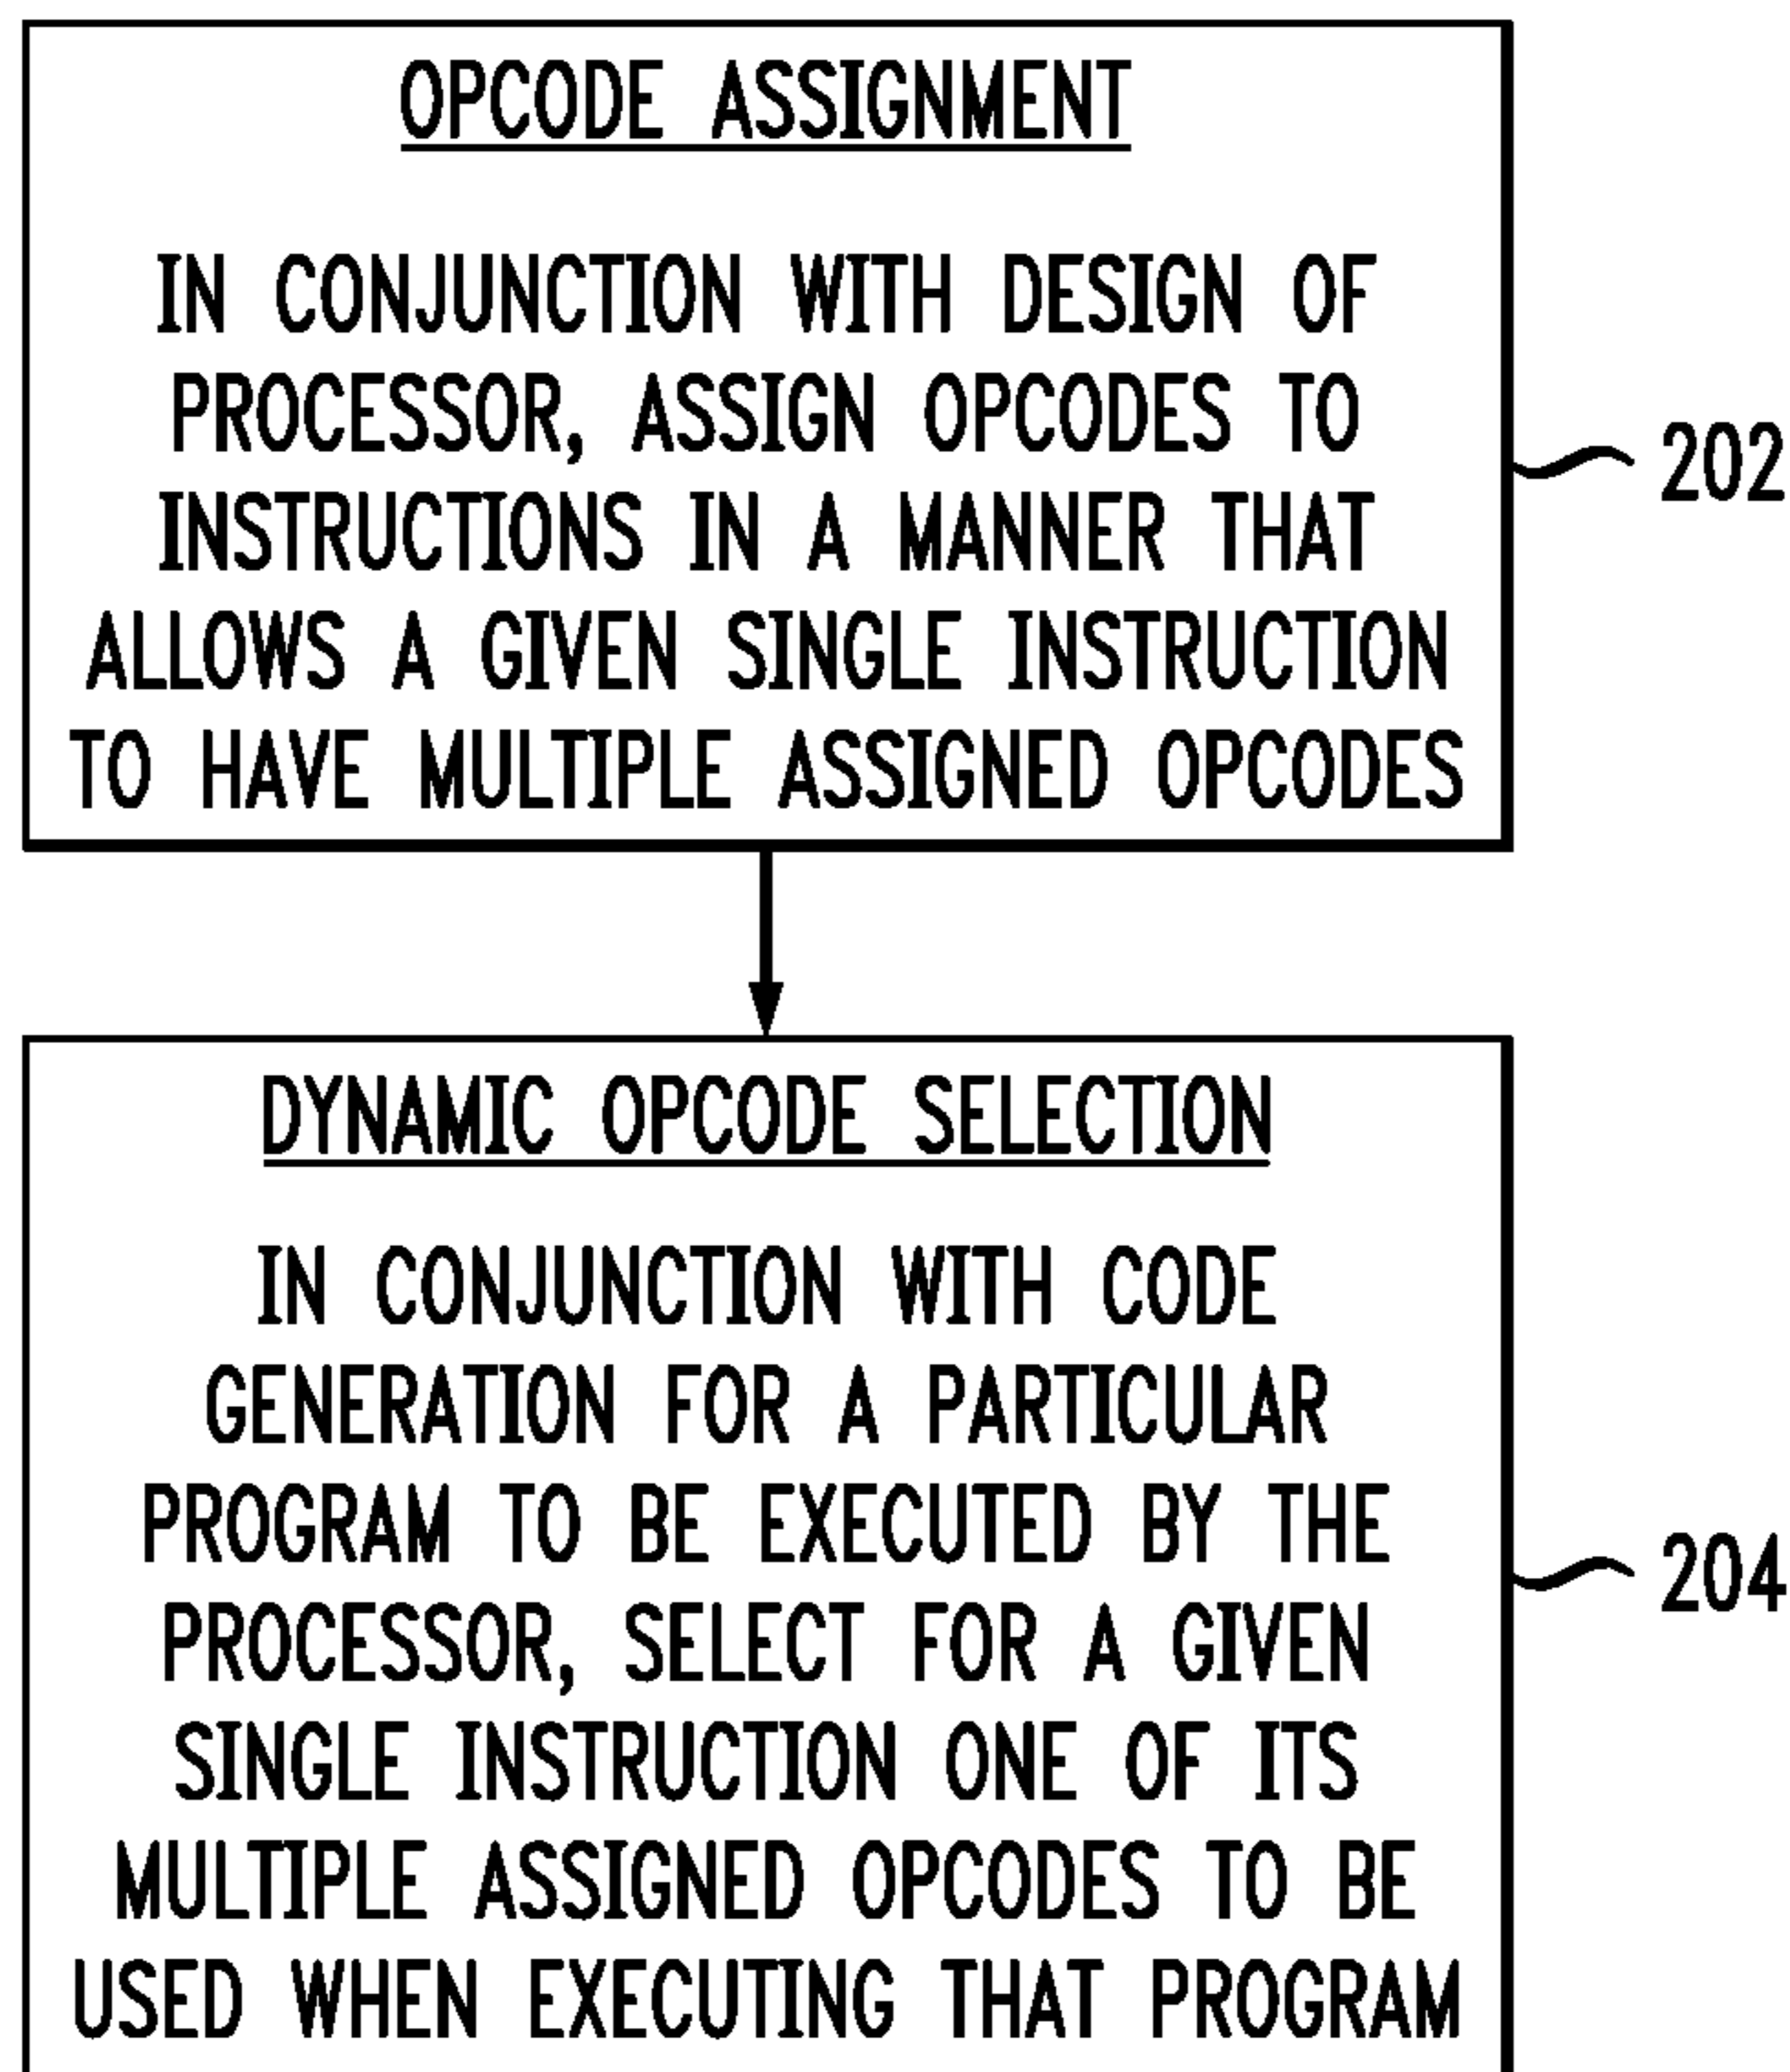 OPCODE ASSIGNMENT
IN CONJUNCTION WITH DESIGN OF
PROCESSOR, ASSIGN OPCODES TO
INSTRUCTIONS IN A MANNER THAT
ALLOWS A GIVEN SINGLE INSTRUCTION
TO HAVE MULTIPLE ASSIGNED OPCODES
202
DYNAMIC OPCODE SELECTION
IN CONJUNCTION WITH CODE
GENERATION FOR A PARTICULAR
PROGRAM TO BE EXECUTED BY THE
PROCESSOR, SELECT FOR A GIVEN
SINGLE INSTRUCTION ONE OF ITS
MULTIPLE ASSIGNED OPCODES TO BE
USED WHEN EXECUTING THAT PROGRAM
204